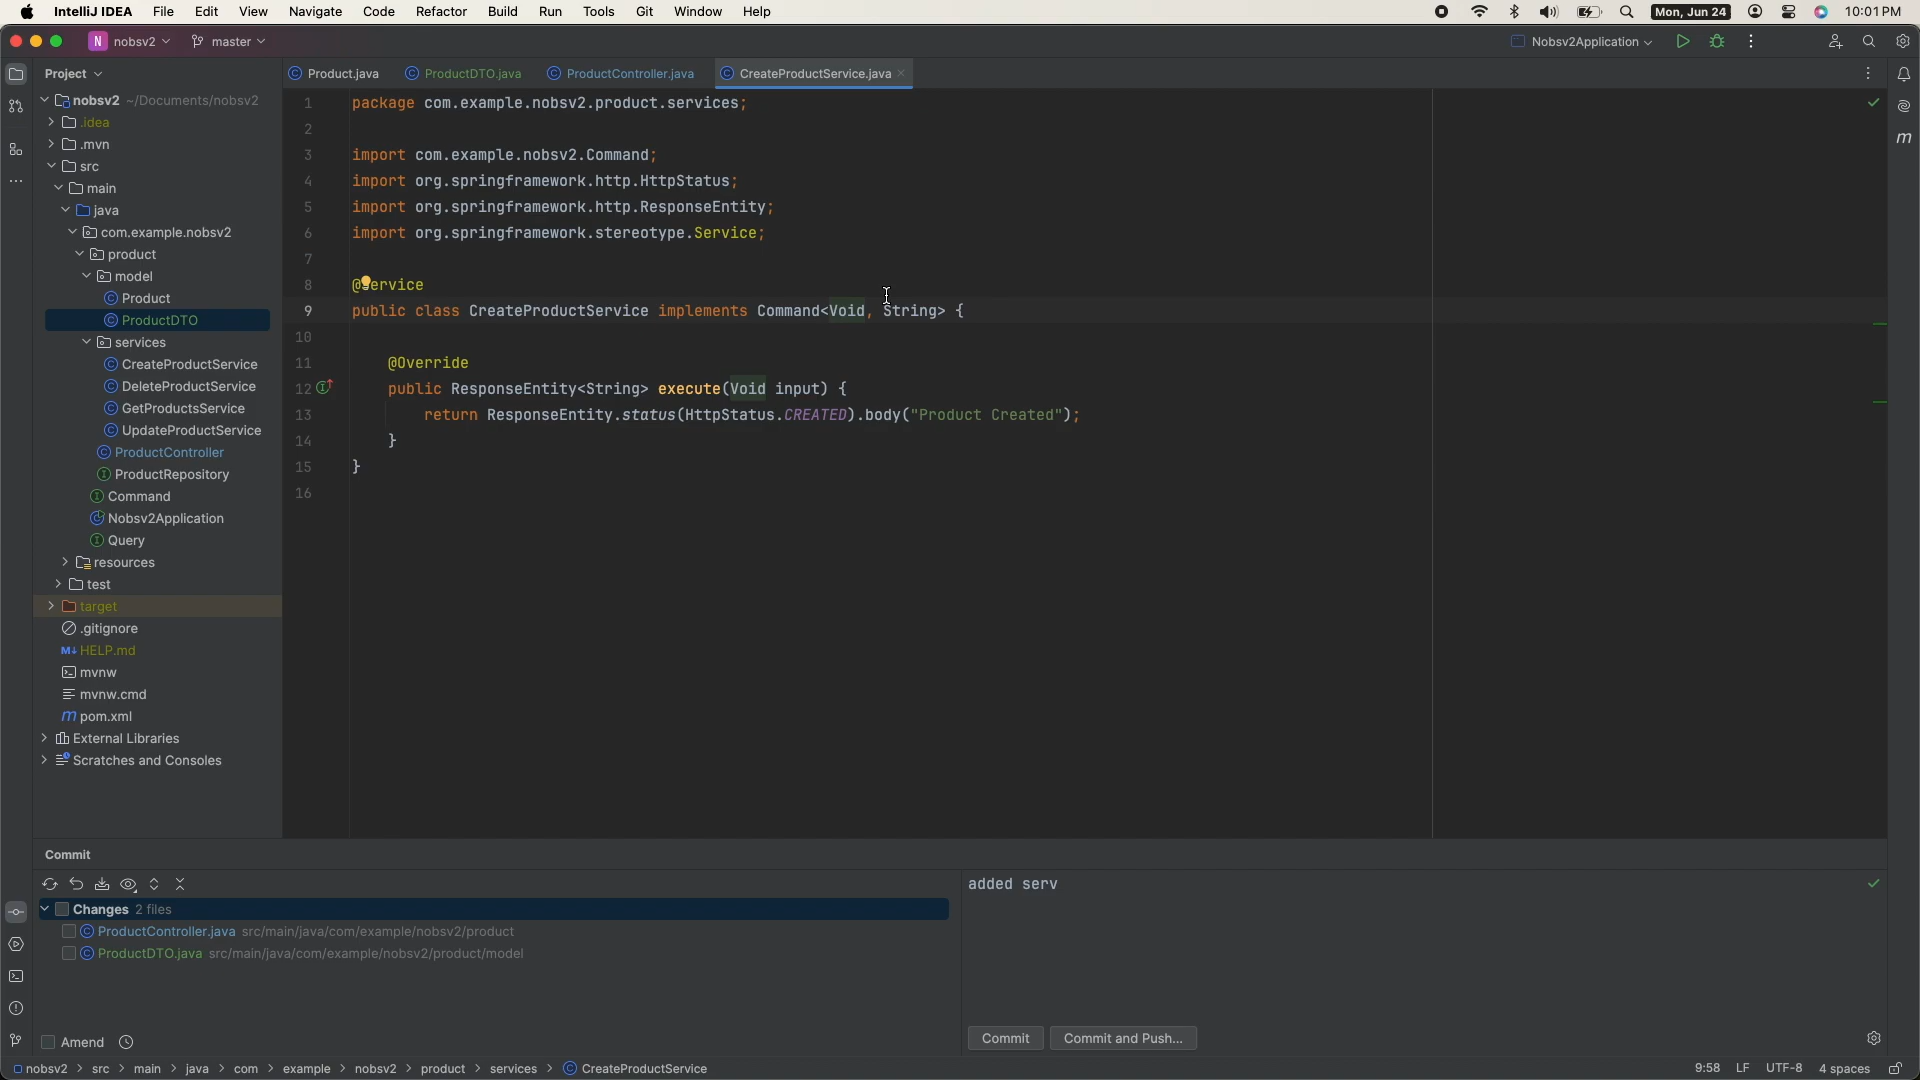 IntelliJ IDEA File Edit View Navigate Code Refactor Build Run Tools Git Window Help Mon, Jun 24 10:01 PM
N nobsv2 master Nobsv2Application
Project
Product.java ProductDTO.java ProductController.java CreateProductService.java
nobsv2 ~/Documents/nobsv2
.idea
.mvn
src
main
java
com.example.nobsv2
product
model
Product
ProductDTO
services
CreateProductService
DeleteProductService
GetProductsService
UpdateProductService
ProductController
ProductRepository
Command
Nobsv2Application
Query
resources
test
target
.gitignore
M↓ HELP.md
mvnw
mvnw.cmd
m pom.xml
External Libraries
Scratches and Consoles
1 package com.example.nobsv2.product.services;
2
3 import com.example.nobsv2.Command;
4 import org.springframework.http.HttpStatus;
5 import org.springframework.http.ResponseEntity;
6 import org.springframework.stereotype.Service;
7
8 @Service
9 public class CreateProductService implements Command<Void, String> {
10
11 @Override
12 public ResponseEntity<String> execute(Void input) {
13 return ResponseEntity.status(HttpStatus.CREATED).body("Product Created");
14 }
15 }
16
m
Commit
Changes 2 files
ProductController.java src/main/java/com/example/nobsv2/product
ProductDTO.java src/main/java/com/example/nobsv2/product/model
Amend
added serv
Commit Commit and Push...
nobsv2 > src > main > java > com > example > nobsv2 > product > services > CreateProductService 9:58 LF UTF-8 4 spaces